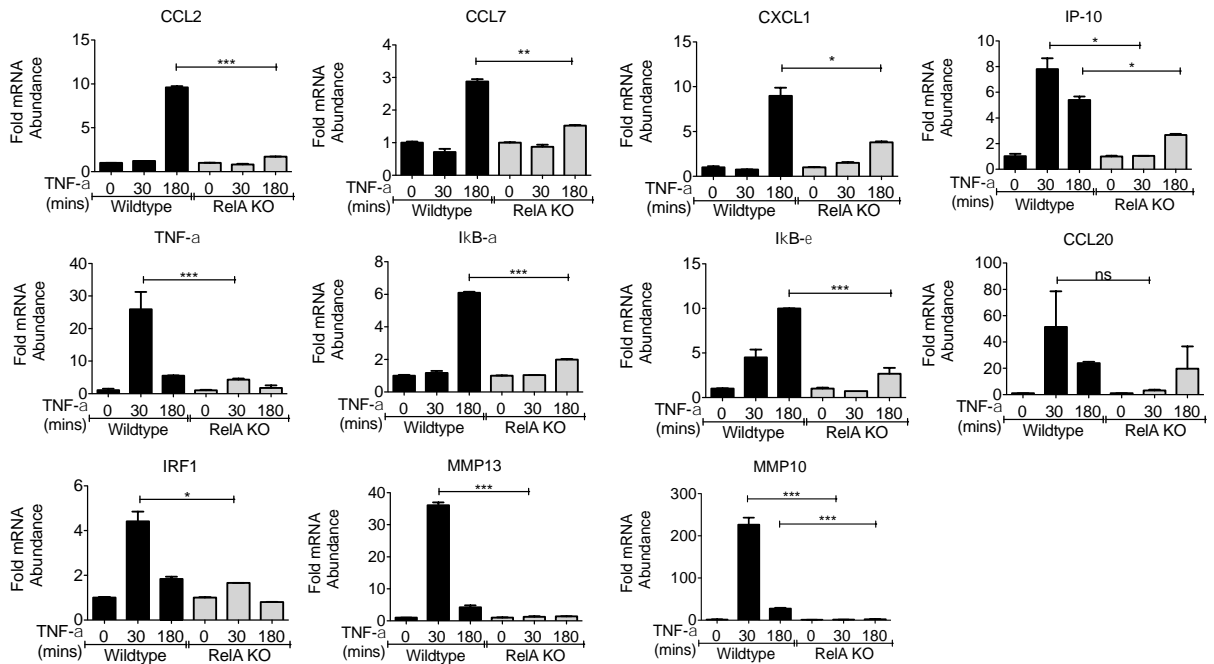 CCL2
Fold mRNA
Abundance
15
10
5
0
***
TNF-a
(mins)
0 30 180 0 30 180
Wildtype RelA KO
CCL7
Fold mRNA
Abundance
4
3
2
1
0
**
0 30 180 0 30 180
Wildtype RelA KO
CXCL1
Fold mRNA
Abundance
15
10
5
0
*
TNF-a
(mins)
0 30 180 0 30 180
Wildtype RelA KO
IP-10
Fold mRNA
Abundance
10
8
6
4
2
0
*
*
TNF-a
(mins)
0 30 180 0 30 180
Wildtype RelA KO
TNF-a
Fold mRNA
Abundance
40
30
20
10
0
***
TNF-a
(mins)
0 30 180 0 30 180
Wildtype RelA KO
IkB-a
Fold mRNA
Abundance
8
6
4
2
0
***
TNF-a
(mins)
0 30 180 0 30 180
Wildtype RelA KO
IkB-e
Fold mRNA
Abundance
15
10
5
0
***
TNF-a
(mins)
0 30 180 0 30 180
Wildtype RelA KO
CCL20
Fold mRNA
Abundance
100
80
60
40
20
0
ns
TNF-a
(mins)
0 30 180 0 30 180
Wildtype RelA KO
IRF1
Fold mRNA
Abundance
6
4
2
0
*
TNF-a
(mins)
0 30 180 0 30 180
Wildtype RelA KO
MMP13
Fold mRNA
Abundance
40
30
20
10
0
***
TNF-a
(mins)
0 30 180 0 30 180
Wildtype RelA KO
MMP10
Fold mRNA
Abundance
300
200
100
0
***
***
TNF-a
(mins)
0 30 180 0 30 180
Wildtype RelA KO